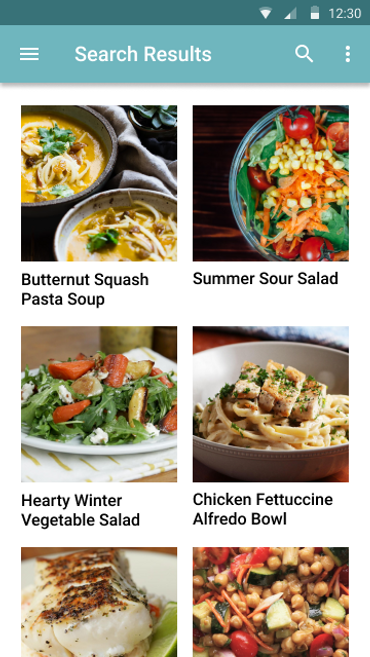 12:30
Search Results
Butternut Squash
Pasta Soup
Summer Sour Salad
Hearty Winter
Vegetable Salad
Chicken Fettuccine
Alfredo Bowl